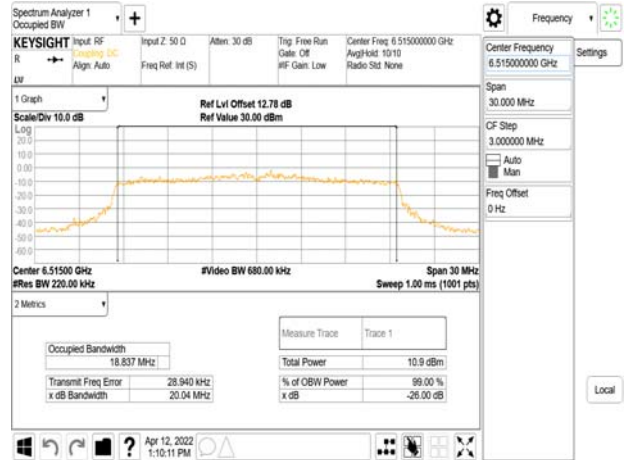 Spectrum Analyzer 1
Occupied BW
+
Frequency
KEYSIGHT
R
Input: RF
Coupling: DC
Align: Auto
Input Z: 50 Ω
Freq Ref: Int (S)
Atten: 30 dB
Trig: Free Run
Gate: Off
#IF Gain: Low
Center Freq: 6.515000000 GHz
Avg|Hold: 10/10
Radio Std: None
Center Frequency
6.515000000 GHz
Settings
Span
30.000 MHz
CF Step
3.000000 MHz
Auto
Man
Freq Offset
0 Hz
Local
1 Graph
Scale/Div 10.0 dB
Ref Lvl Offset 12.78 dB
Ref Value 30.00 dBm
Log
20.0
10.0
0.00
-10.0
-20.0
-30.0
-40.0
-50.0
-60.0
Center 6.51500 GHz
#Res BW 220.00 kHz
#Video BW 680.00 kHz
Span 30 MHz
Sweep 1.00 ms (1001 pts)
2 Metrics
Measure Trace
Trace 1
Occupied Bandwidth
18.837 MHz
Total Power
10.9 dBm
Transmit Freq Error
28.940 kHz
% of OBW Power
99.00 %
x dB Bandwidth
20.04 MHz
x dB
-26.00 dB
?
Apr 12, 2022
1:10:11 PM